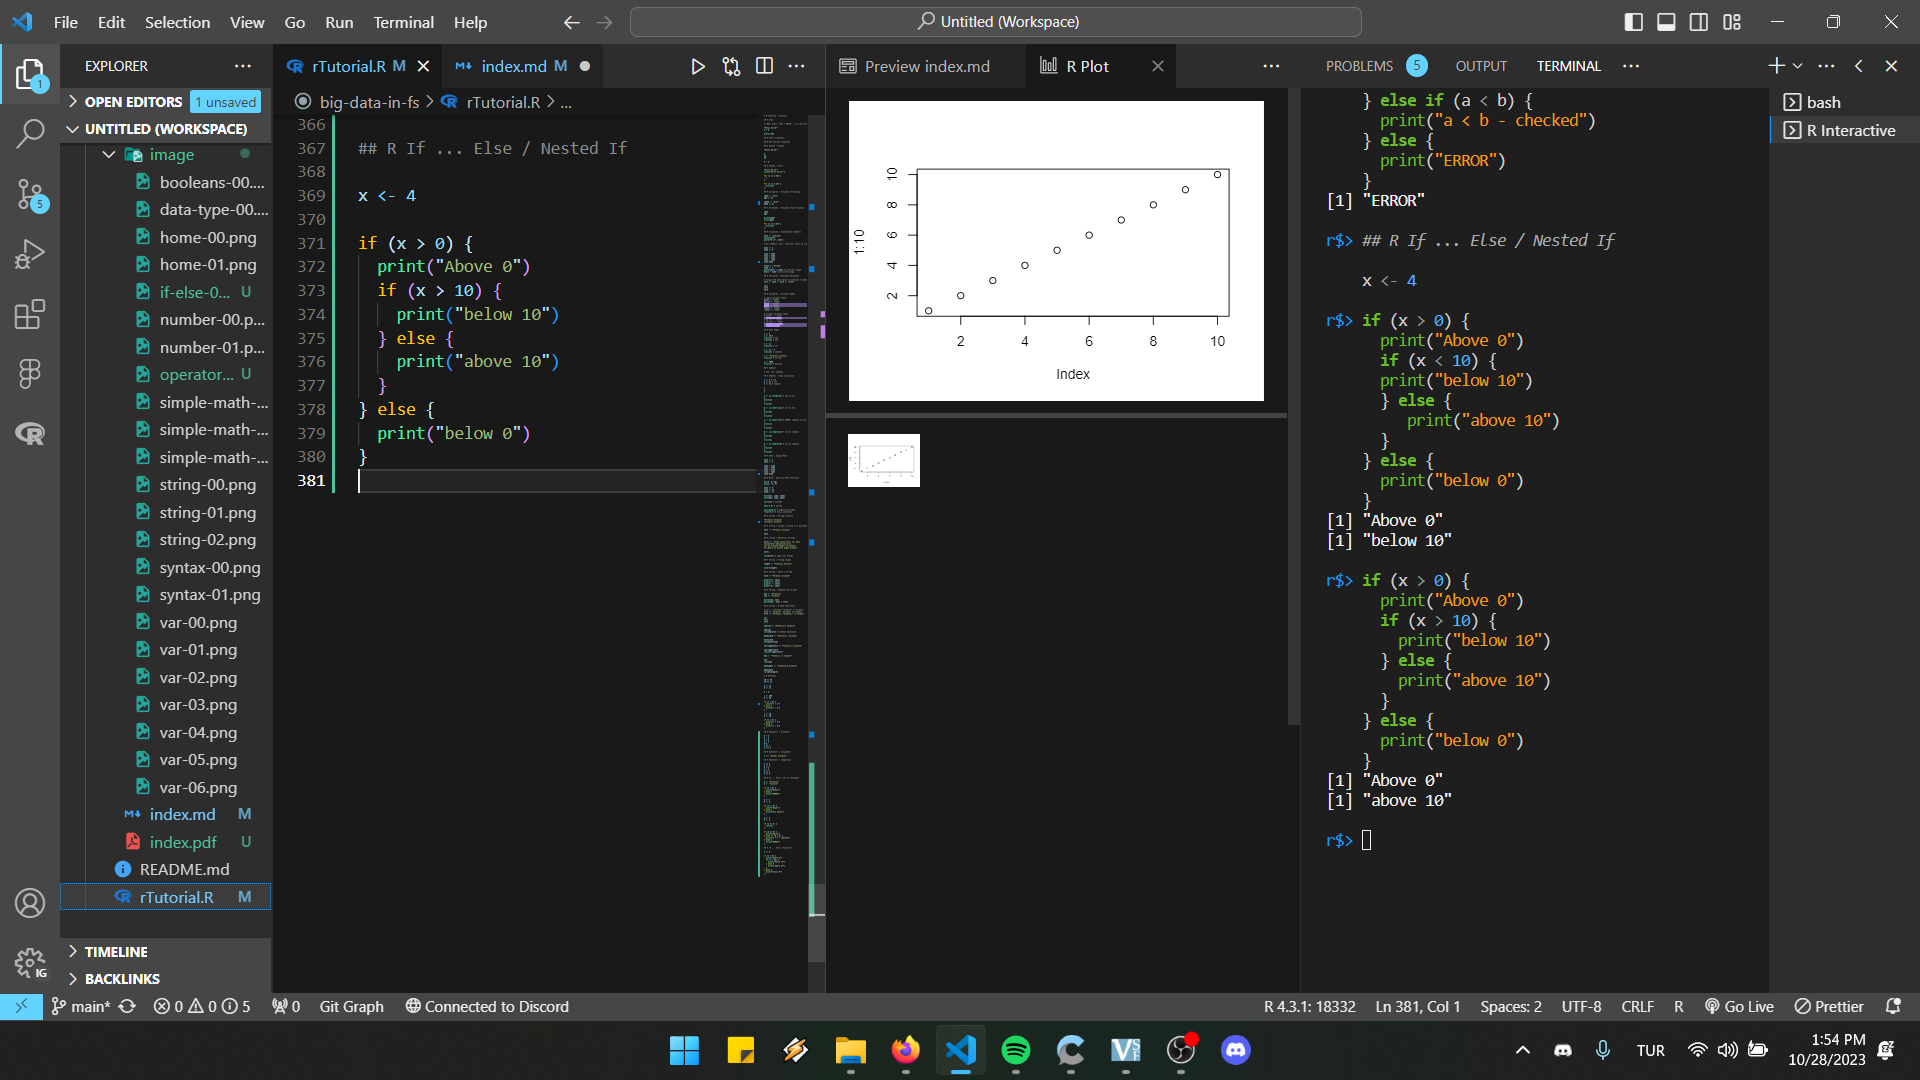 File Edit Selection View Go Run Terminal Help
Untitled (Workspace)
EXPLORER
OPEN EDITORS 1 unsaved
UNTITLED (WORKSPACE)
image
booleans-00....
data-type-00....
home-00.png
home-01.png
if-else-0... U
number-00.p...
number-01.p...
operator... U
simple-math-...
simple-math-...
simple-math-...
string-00.png
string-01.png
string-02.png
syntax-00.png
syntax-01.png
var-00.png
var-01.png
var-02.png
var-03.png
var-04.png
var-05.png
var-06.png
index.md M
index.pdf U
README.md
rTutorial.R M
TIMELINE
BACKLINKS
1
5
IG
rTutorial.R M
index.md M
big-data-in-fs > rTutorial.R > ...
366
367 ## R If ... Else / Nested If
368
369 x <- 4
370
371 if (x > 0) {
372 print("Above 0")
373 if (x > 10) {
374 print("below 10")
375 } else {
376 print("above 10")
377 }
378 } else {
379 print("below 0")
380 }
381
Preview index.md
R Plot
1:10
10
8
6
4
2
2 4 6 8 10
Index
PROBLEMS 5 OUTPUT TERMINAL
bash
R Interactive
} else if (a < b) {
print("a < b - checked")
} else {
print("ERROR")
}
[1] "ERROR"
r$> ## R If ... Else / Nested If
x <- 4
r$> if (x > 0) {
print("Above 0")
if (x < 10) {
print("below 10")
} else {
print("above 10")
}
} else {
print("below 0")
}
[1] "Above 0"
[1] "below 10"
r$> if (x > 0) {
print("Above 0")
if (x > 10) {
print("below 10")
} else {
print("above 10")
}
} else {
print("below 0")
}
[1] "Above 0"
[1] "above 10"
r$>
main* 0 0 5 0 Git Graph Connected to Discord
R 4.3.1: 18332 Ln 381, Col 1 Spaces: 2 UTF-8 CRLF R Go Live Prettier
TUR
1:54 PM
10/28/2023